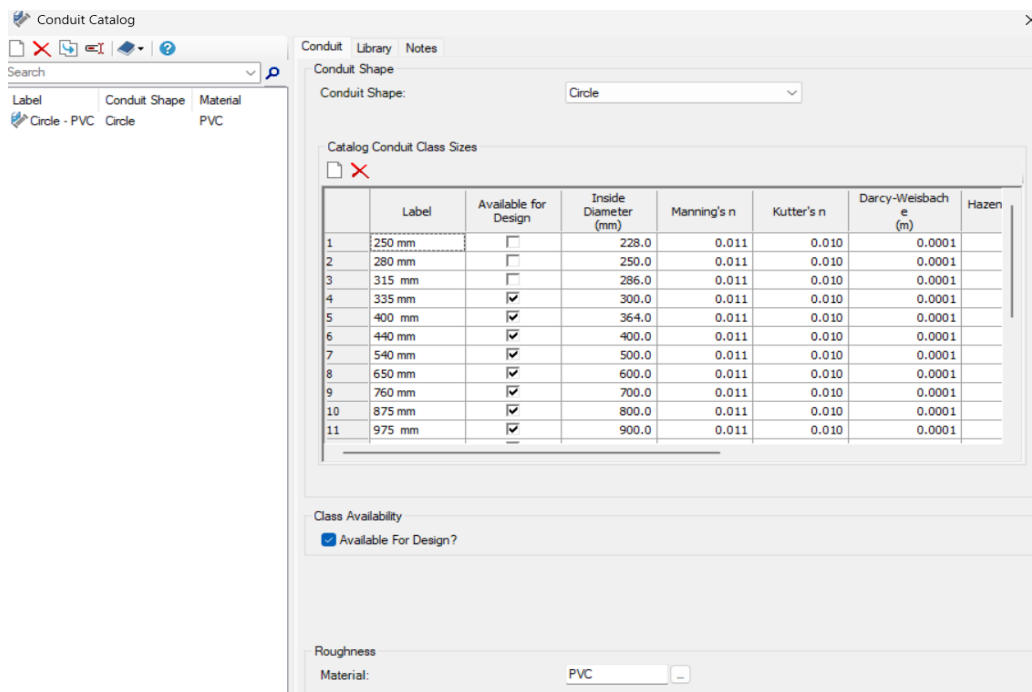 Conduit Catalog
Search
Label Conduit Shape Material
Circle - PVC Circle PVC
Conduit Library Notes
Conduit Shape
Conduit Shape: Circle
Catalog Conduit Class Sizes
Label Available for Design Inside Diameter (mm) Manning's n Kutter's n Darcy-Weisbach e (m) Hazen
1 250 mm 228.0 0.011 0.010 0.0001
2 280 mm 250.0 0.011 0.010 0.0001
3 315 mm 286.0 0.011 0.010 0.0001
4 335 mm 300.0 0.011 0.010 0.0001
5 400 mm 364.0 0.011 0.010 0.0001
6 440 mm 400.0 0.011 0.010 0.0001
7 540 mm 500.0 0.011 0.010 0.0001
8 650 mm 600.0 0.011 0.010 0.0001
9 760 mm 700.0 0.011 0.010 0.0001
10 875 mm 800.0 0.011 0.010 0.0001
11 975 mm 900.0 0.011 0.010 0.0001
Class Availability
Available For Design?
Roughness
Material: PVC ...